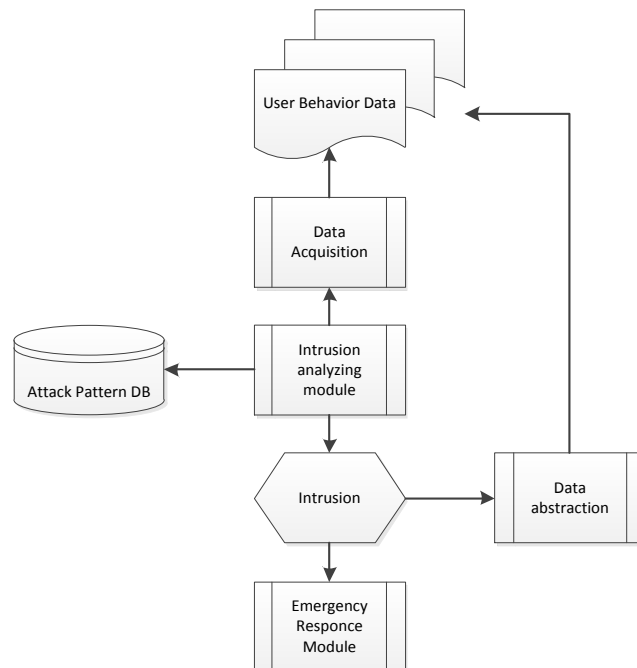 User Behavior Data
Data
Acquisition
Intrusion
analyzing
module
Attack Pattern DB
Intrusion
Data
abstraction
Emergency
Responce
Module